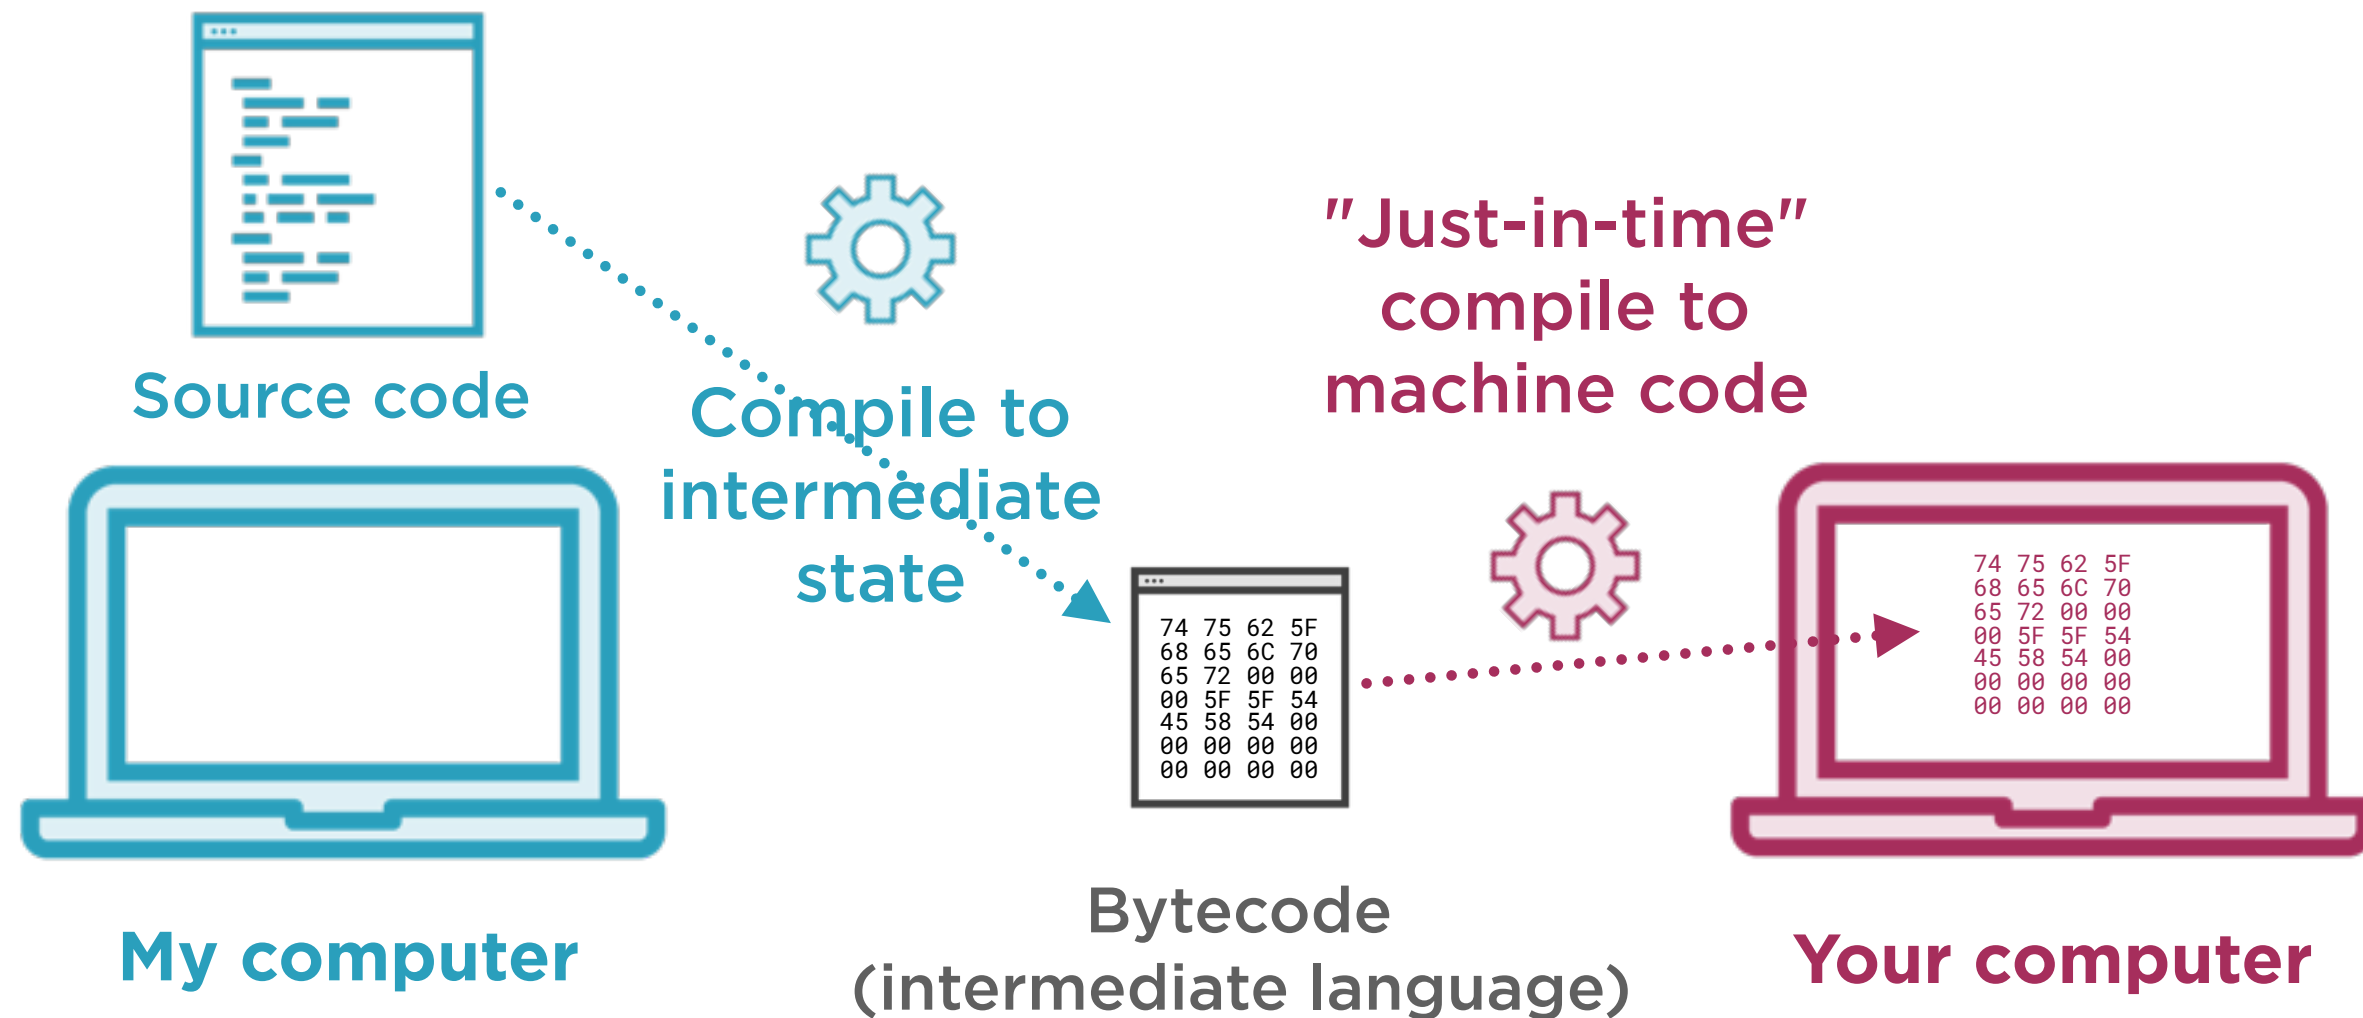 Source code
Compile to
intermediate
state
"Just-in-time"
compile to
machine code
74 75 62 5F
68 65 6C 70
65 72 00 00
00 5F 5F 54
45 58 54 00
00 00 00 00
00 00 00 00
74 75 62 5F
68 65 6C 70
65 72 00 00
00 5F 5F 54
45 58 54 00
00 00 00 00
00 00 00 00
My computer
Bytecode
(intermediate language)
Your computer